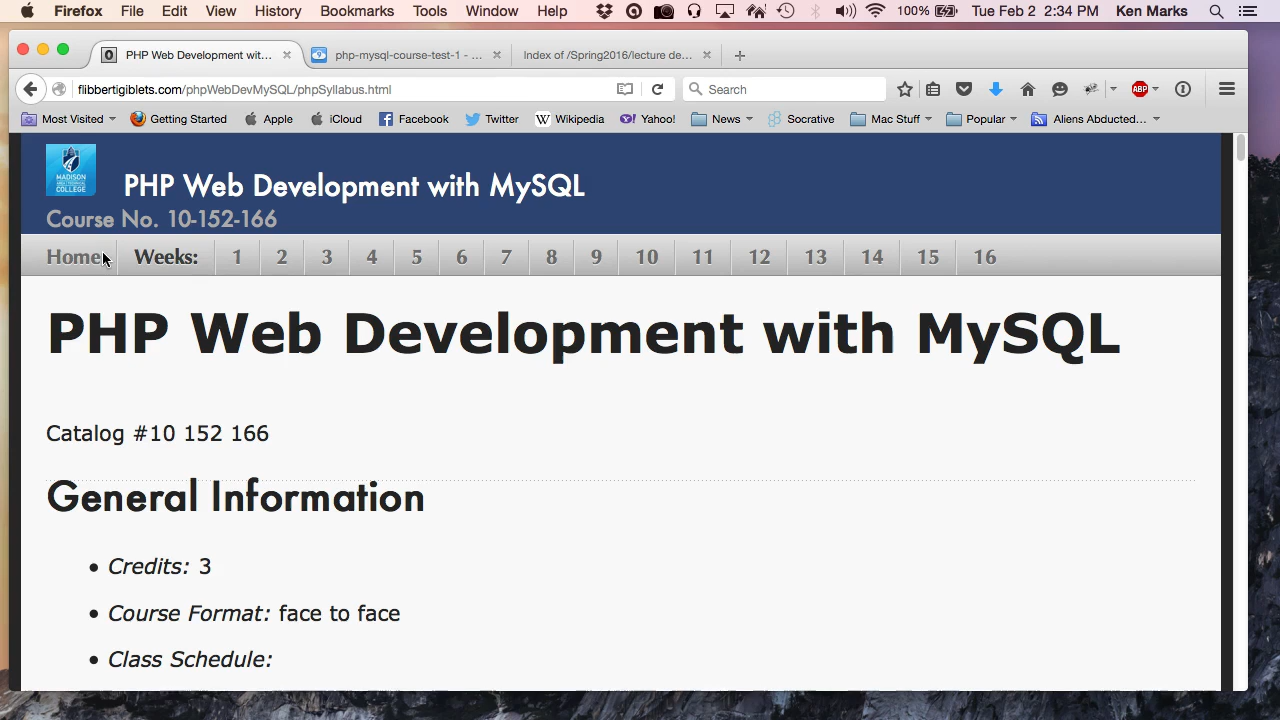 Firefox File Edit View History Bookmarks Tools Window Help 100% Tue Feb 2 2:34 PM Ken Marks
PHP Web Development wit... php-mysql-course-test-1 - ... Index of /Spring2016/lecture de...
flibbertigiblets.com/phpWebDevMySQL/phpSyllabus.html Search ABP
Most Visited Getting Started Apple iCloud Facebook Twitter W Wikipedia Y! Yahoo! News Socrative Mac Stuff Popular Aliens Abducted...
MADISON
COLLEGE
PHP Web Development with MySQL
Course No. 10-152-166
Home Weeks: 1 2 3 4 5 6 7 8 9 10 11 12 13 14 15 16
PHP Web Development with MySQL
Catalog #10 152 166
General Information
• Credits: 3
• Course Format: face to face
• Class Schedule: